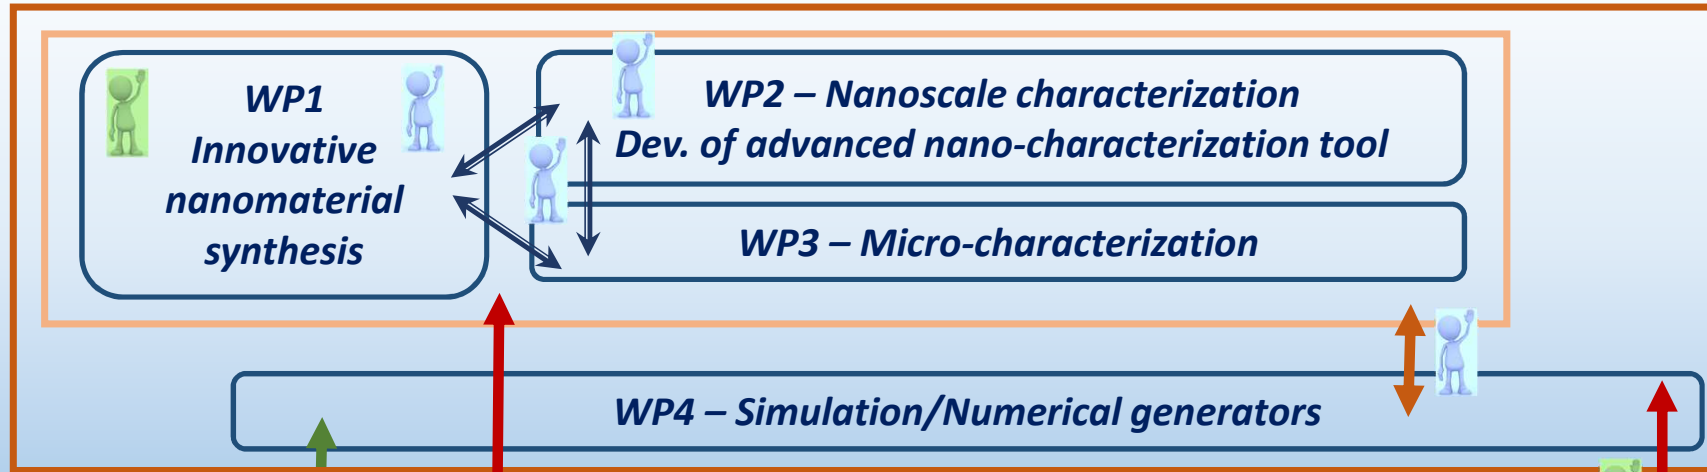 WP1
Innovative
nanomaterial
synthesis
WP2 – Nanoscale characterization
Dev. of advanced nano-characterization tool
WP3 – Micro-characterization
WP4 – Simulation/Numerical generators